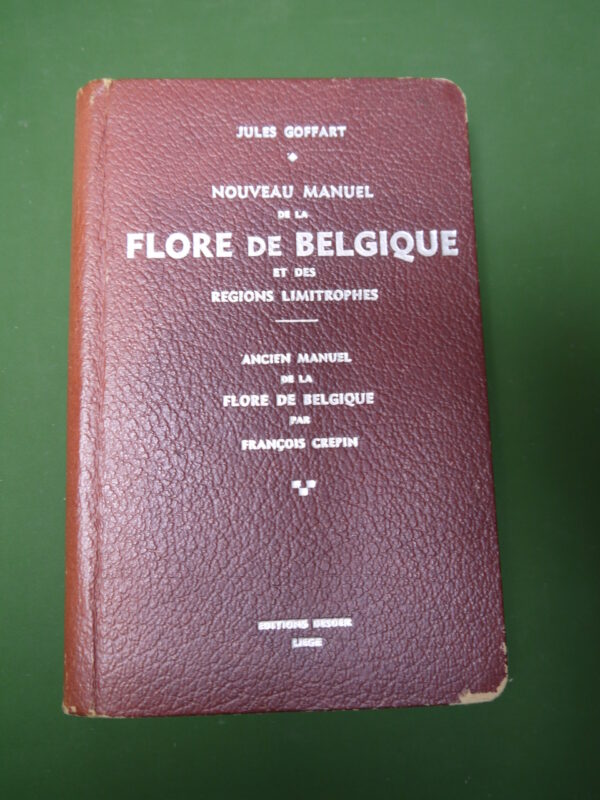 JULES GOFFART
NOUVEAU MANUEL
DE LA
FLORE DE BELGIQUE
ET DES
REGIONS LIMITROPHES
ANCIEN MANUEL
DE LA
FLORE DE BELGIQUE
PAR
FRANÇOIS CREPIN
EDITIONS DESOER
LIEGE